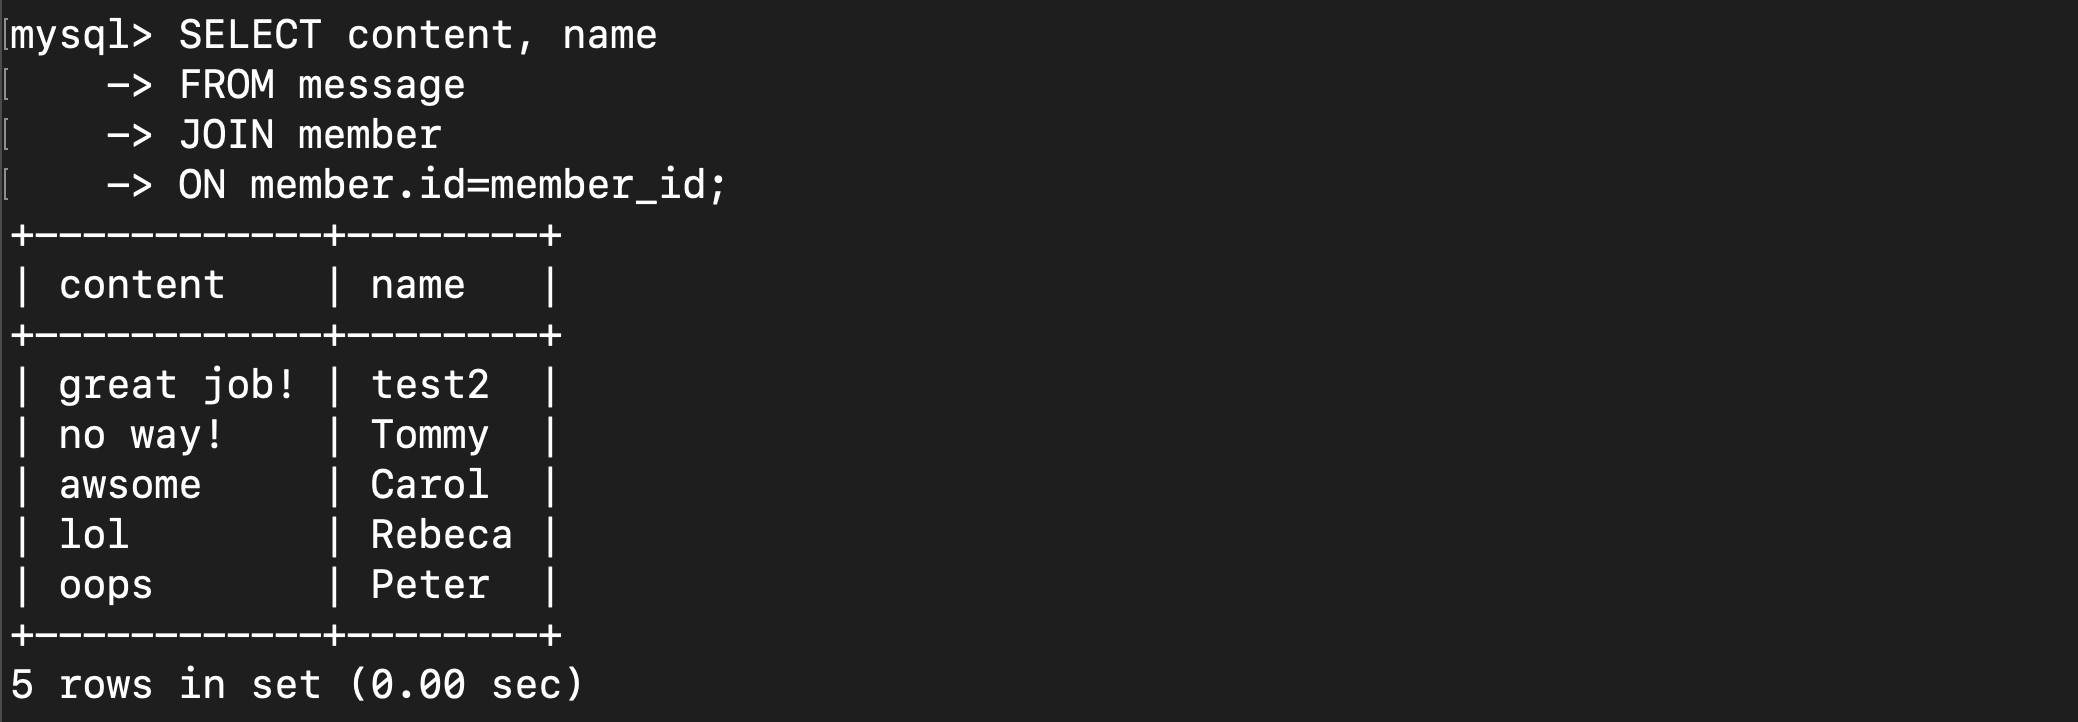 mysql> SELECT content, name
    -> FROM message
    -> JOIN member
    -> ON member.id=member_id;
+------------+--------+
| content    | name   |
+------------+--------+
| great job! | test2  |
| no way!    | Tommy  |
| awsome     | Carol  |
| lol        | Rebeca |
| oops       | Peter  |
+------------+--------+
5 rows in set (0.00 sec)